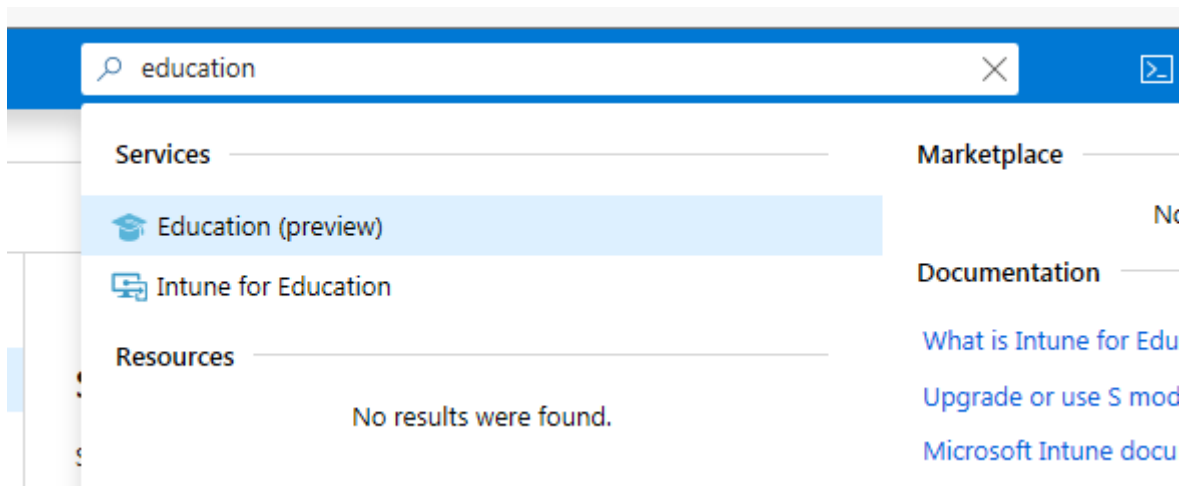 education
Services
Education (preview)
Intune for Education
Resources
No results were found.
Marketplace
Documentation
What is Intune for Edu
Upgrade or use S mod
Microsoft Intune docu